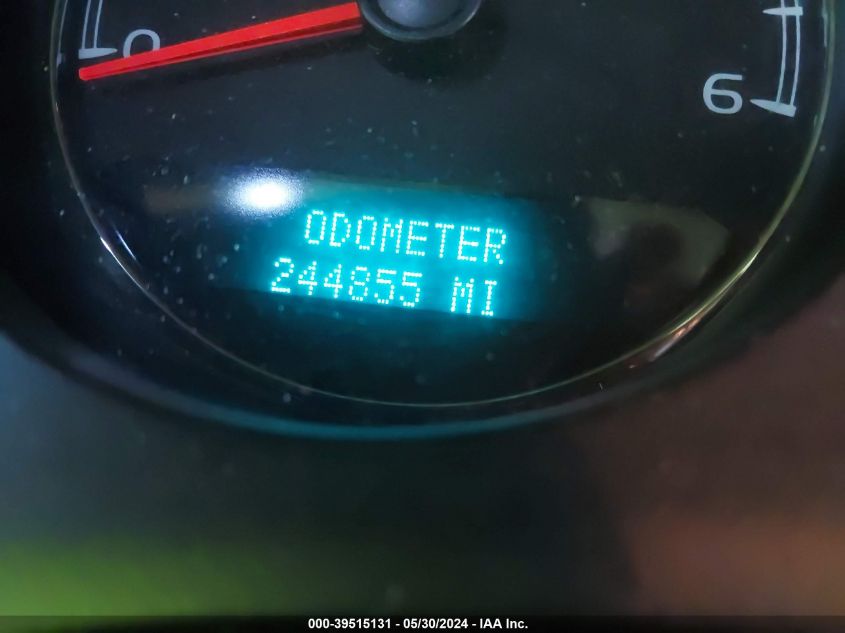 0
6
ODOMETER
244855 MI
000-39515131 - 05/30/2024 - IAA Inc.